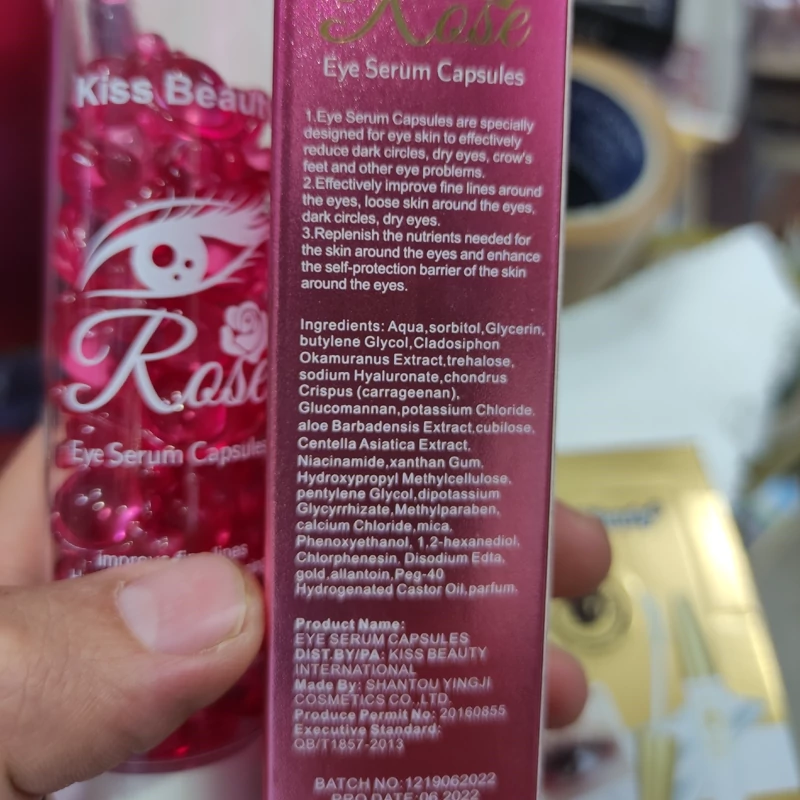 Kiss Beauty
Rose
Eye Serum Capsules
Rose
Eye Serum Capsules
1.Eye Serum Capsules are specially
designed for eye skin to effectively
reduce dark circles, dry eyes, crow's
feet and other eye problems.
2.Effectively improve fine lines around
the eyes, loose skin around the eyes,
dark circles, dry eyes.
3.Replenish the nutrients needed for
the skin around the eyes and enhance
the self-protection barrier of the skin
around the eyes.
Ingredients: Aqua,sorbitol,Glycerin,
butylene Glycol,Cladosiphon
Okamuranus Extract,trehalose,
sodium Hyaluronate,chondrus
Crispus (carrageenan),
Glucomannan,potassium Chloride.
aloe Barbadensis Extract,cubilose,
Centella Asiatica Extract,
Niacinamide,xanthan Gum,
Hydroxypropyl Methylcellulose,
pentylene Glycol,dipotassium
Glycyrrhizate,Methylparaben,
calcium Chloride,mica,
Phenoxyethanol, 1,2-hexanediol,
Chlorphenesin, Disodium Edta,
gold,allantoin,Peg-40
Hydrogenated Castor Oil,parfum.
Product Name:
EYE SERUM CAPSULES
DIST.BY/PA: KISS BEAUTY
INTERNATIONAL
Made By: SHANTOU YINGJI
COSMETICS CO.,LTD.
Produce Permit No: 20160855
Executive Standard:
QB/T1857-2013
BATCH NO:1219062022
PRO DATE:06.2022